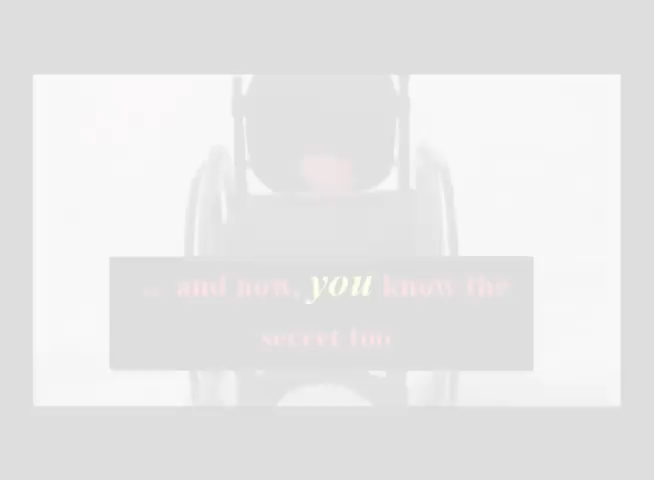 ... and now, you know the
secret too